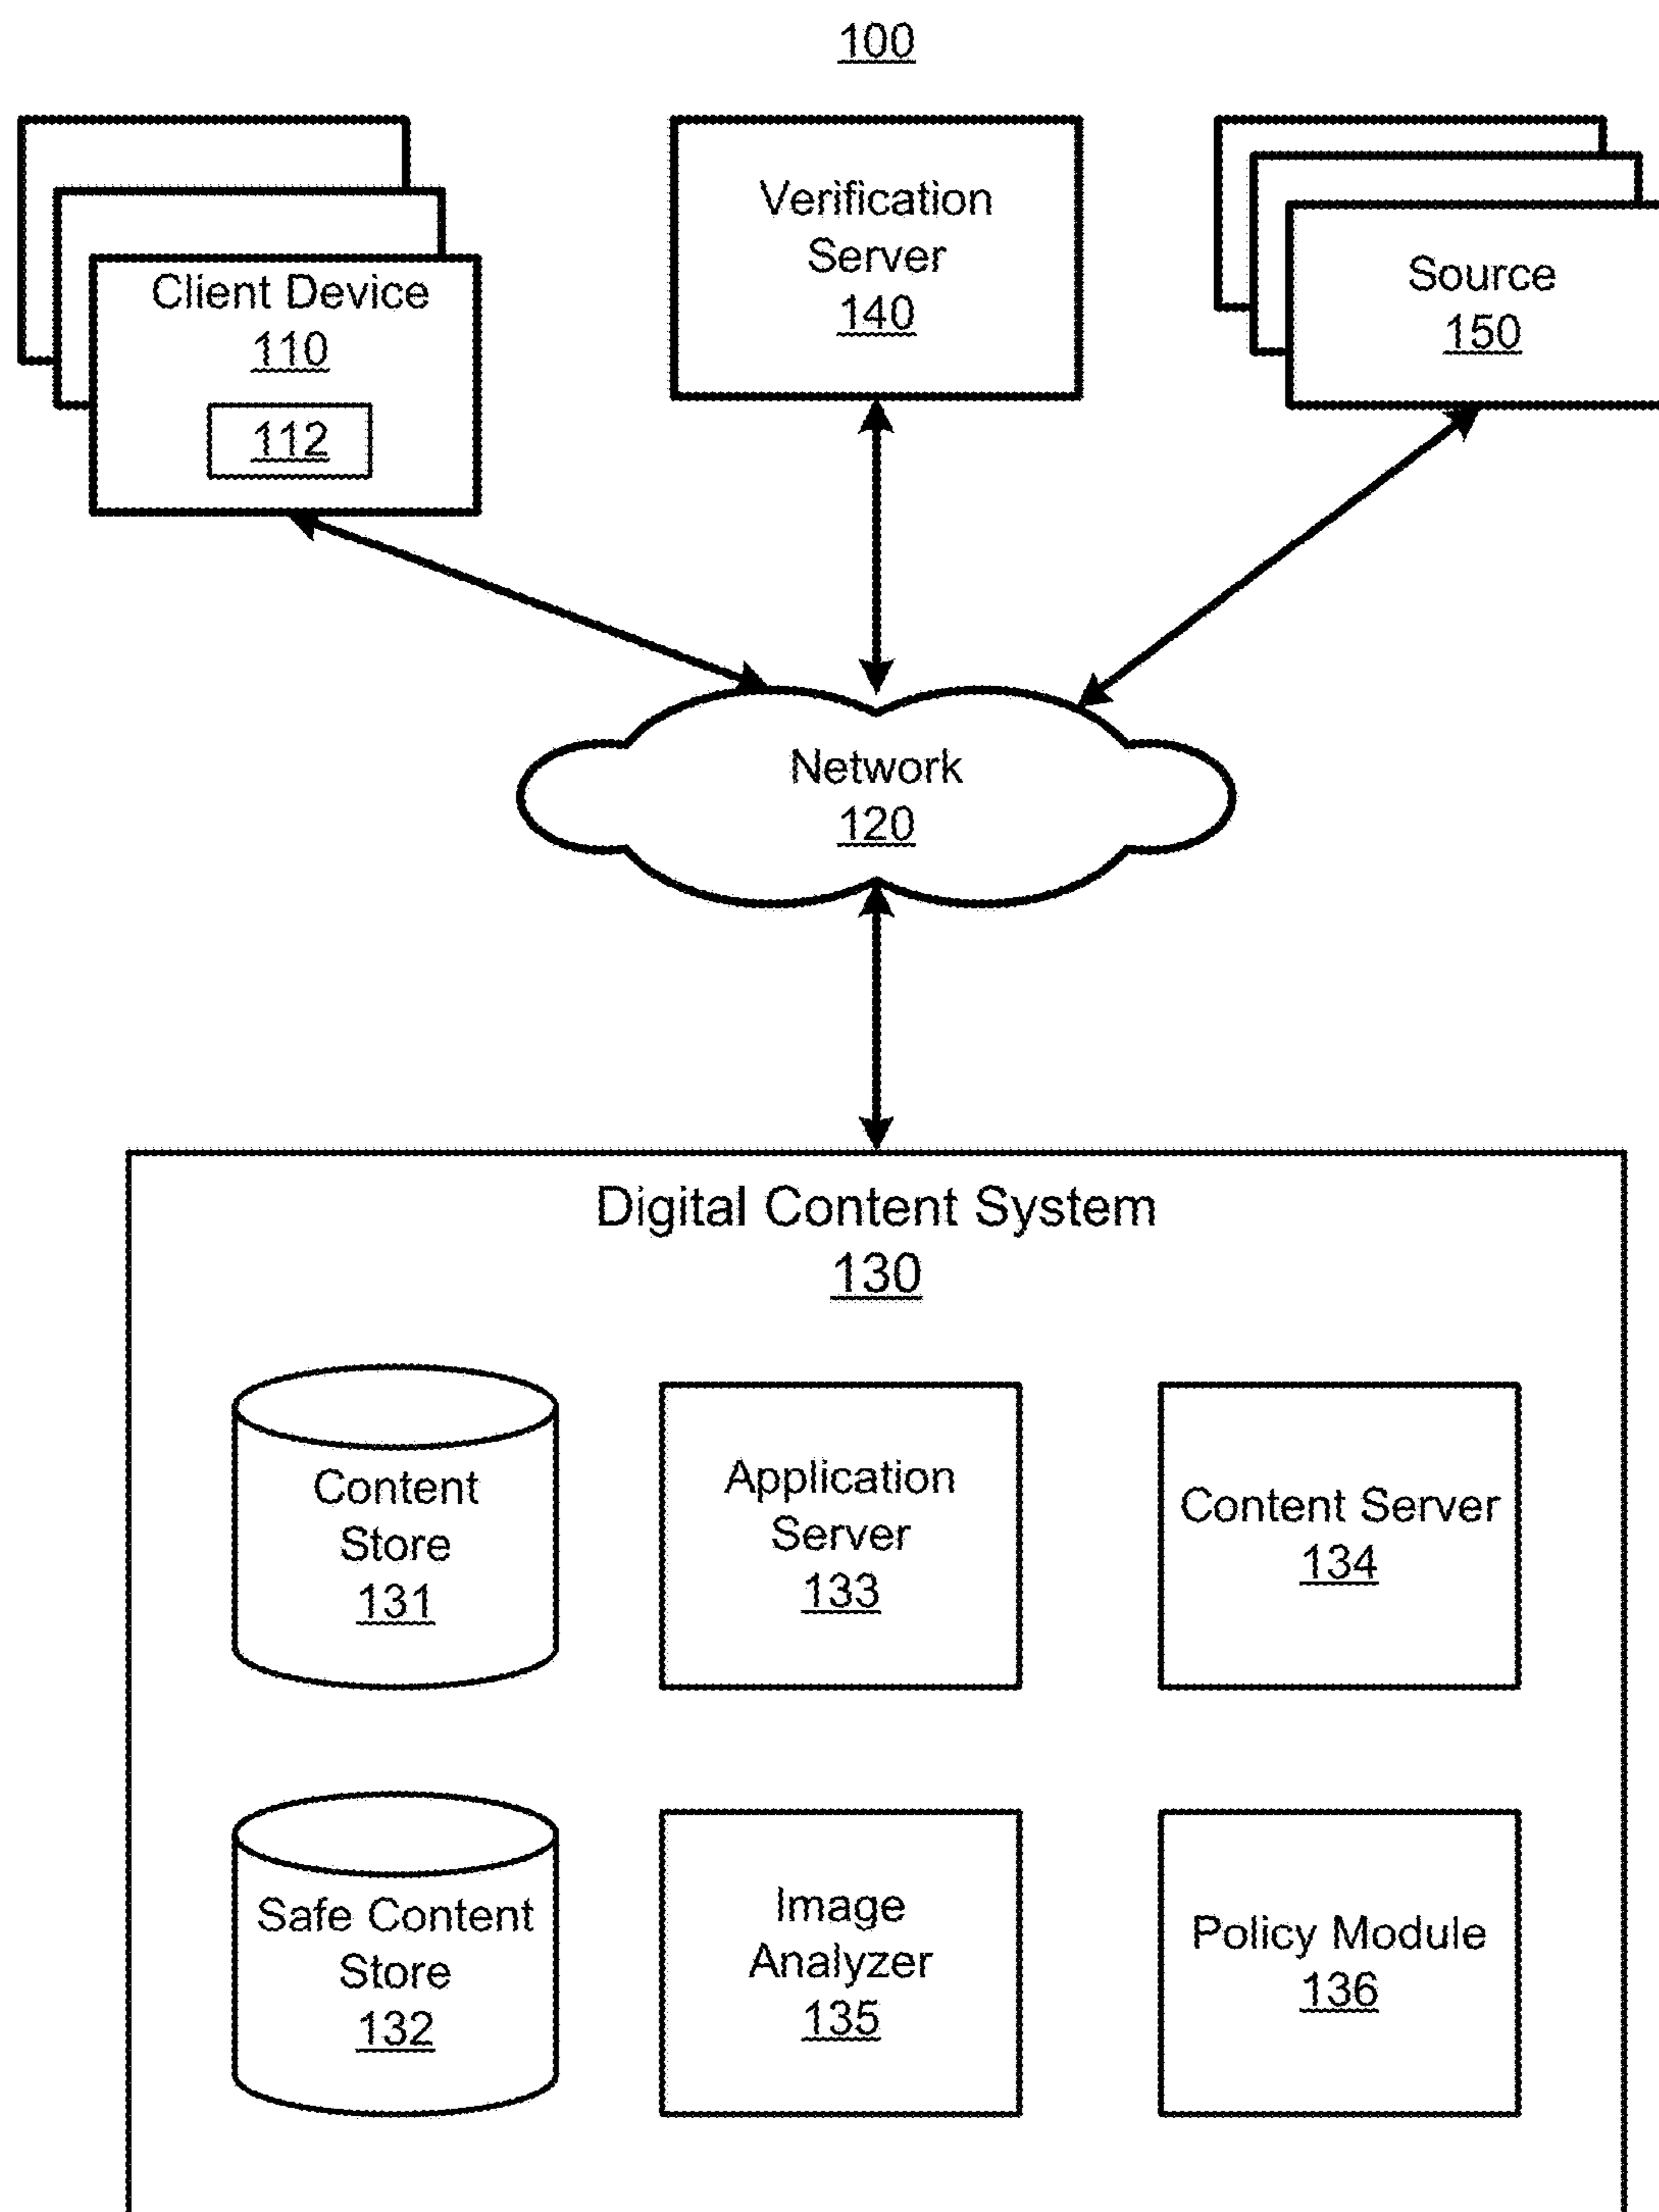 100
Client Device
110
112
Verification
Server
140
Source
150
Network
120
Digital Content System
130
Content
Store
131
Application
Server
133
Content Server
134
Safe Content
Store
132
Image
Analyzer
135
Policy Module
136